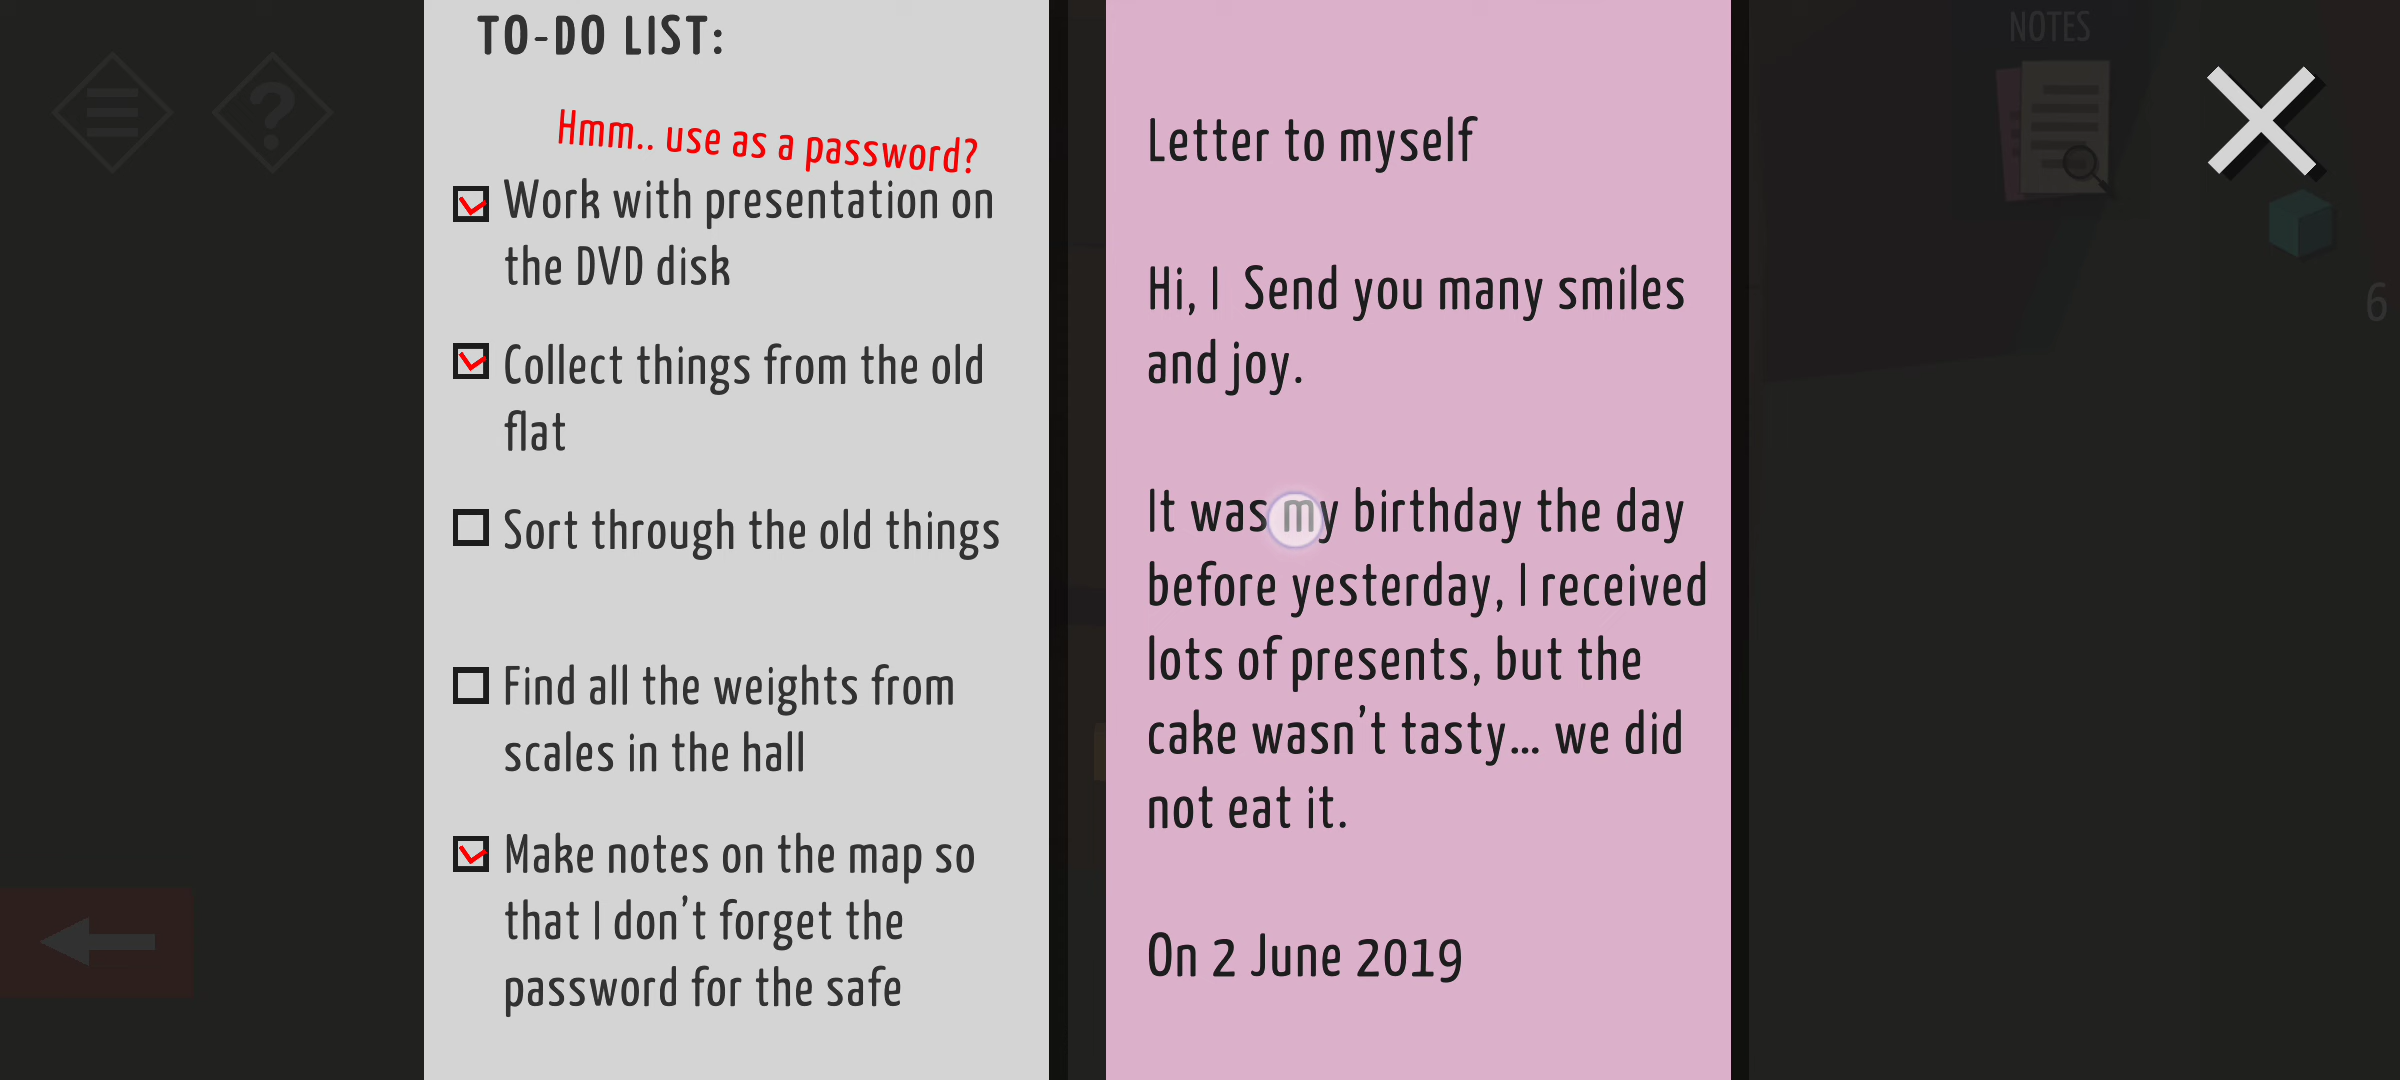 TO-DO LIST:
Hmm.. use as a password?
Work with presentation on
the DVD disk
Collect things from the old
flat
Sort through the old things
Find all the weights from
scales in the hall
Make notes on the map so
that I don't forget the
password for the safe
Letter to myself
Hi, I Send you many smiles
and joy.
It was my birthday the day
before yesterday, I received
lots of presents, but the
cake wasn't tasty... we did
not eat it.
On 2 June 2019
NOTES
?
6